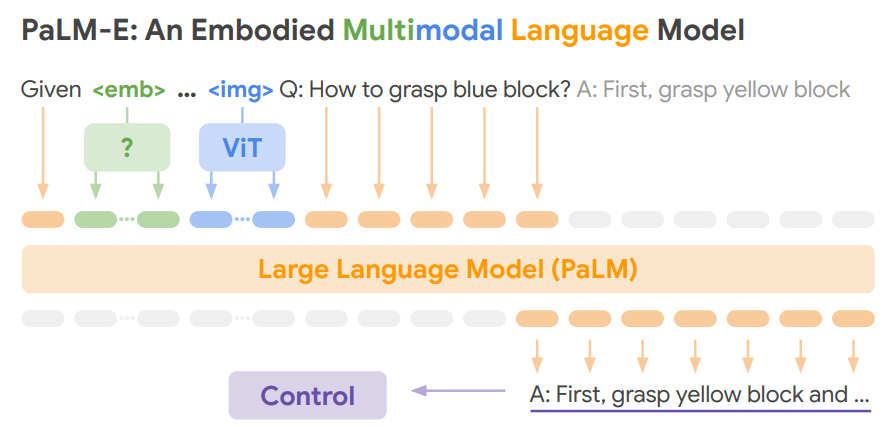 PaLM-E: An Embodied Multimodal Language Model
Given <emb> ... <img> Q: How to grasp blue block? A: First, grasp yellow block
? ViT
Large Language Model (PaLM)
A: First, grasp yellow block and ...
Control